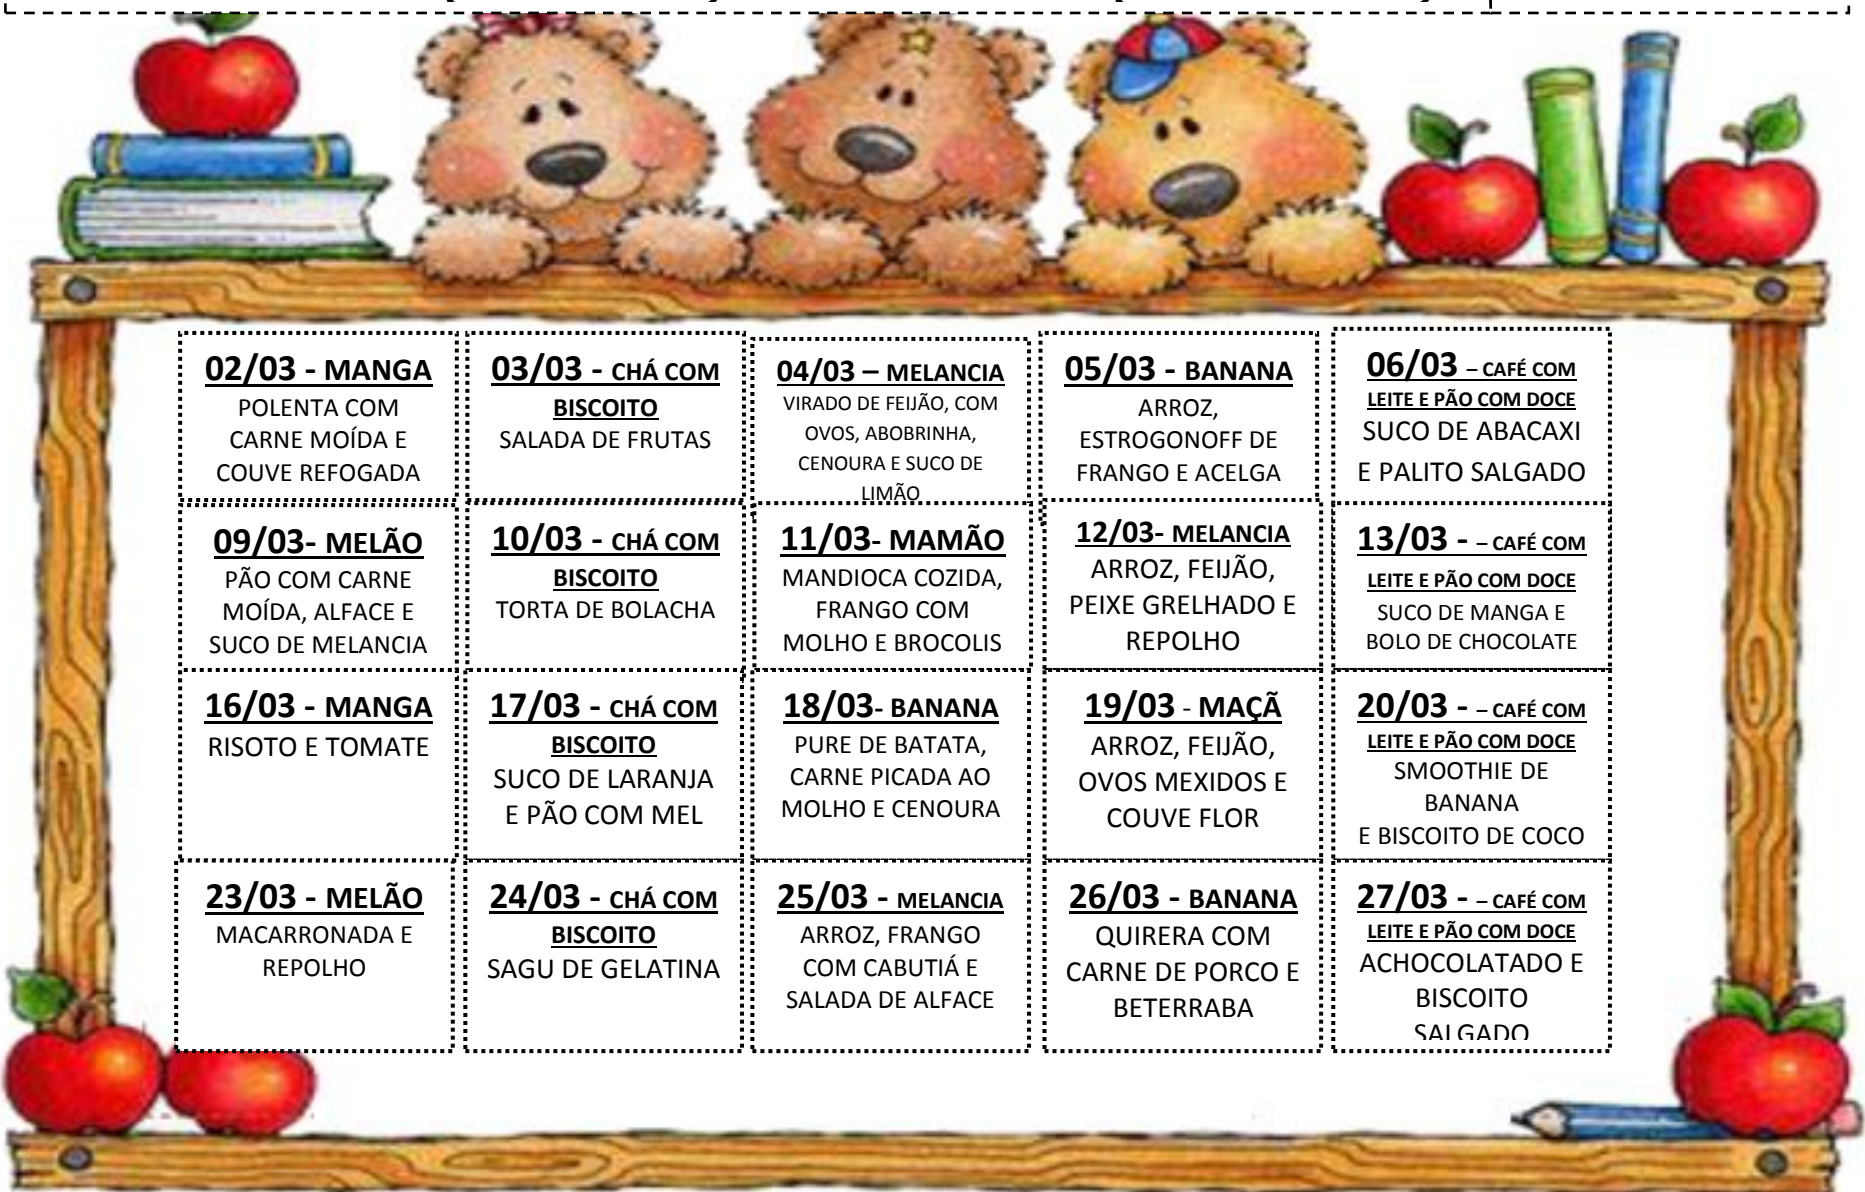 02/03 - MANGA
POLENTA COM
CARNE MOÍDA E
COUVE REFOGADA
03/03 - CHÁ COM
BISCOITO
SALADA DE FRUTAS
04/03 – MELANCIA
VIRADO DE FEIJÃO, COM
OVOS, ABOBRINHA,
CENOURA E SUCO DE
LIMÃO
05/03 - BANANA
ARROZ,
ESTROGONOFF DE
FRANGO E ACELGA
06/03 – CAFÉ COM
LEITE E PÃO COM DOCE
SUCO DE ABACAXI
E PALITO SALGADO
09/03- MELÃO
PÃO COM CARNE
MOÍDA, ALFACE E
SUCO DE MELANCIA
10/03 - CHÁ COM
BISCOITO
TORTA DE BOLACHA
11/03- MAMÃO
MANDIOCA COZIDA,
FRANGO COM
MOLHO E BROCOLIS
12/03- MELANCIA
ARROZ, FEIJÃO,
PEIXE GRELHADO E
REPOLHO
13/03 - – CAFÉ COM
LEITE E PÃO COM DOCE
SUCO DE MANGA E
BOLO DE CHOCOLATE
16/03 - MANGA
RISOTO E TOMATE
17/03 - CHÁ COM
BISCOITO
SUCO DE LARANJA
E PÃO COM MEL
18/03- BANANA
PURE DE BATATA,
CARNE PICADA AO
MOLHO E CENOURA
19/03 - MAÇÃ
ARROZ, FEIJÃO,
OVOS MEXIDOS E
COUVE FLOR
20/03 - – CAFÉ COM
LEITE E PÃO COM DOCE
SMOOTHIE DE
BANANA
E BISCOITO DE COCO
23/03 - MELÃO
MACARRONADA E
REPOLHO
24/03 - CHÁ COM
BISCOITO
SAGU DE GELATINA
25/03 - MELANCIA
ARROZ, FRANGO
COM CABUTIÁ E
SALADA DE ALFACE
26/03 - BANANA
QUIRERA COM
CARNE DE PORCO E
BETERRABA
27/03 - – CAFÉ COM
LEITE E PÃO COM DOCE
ACHOCOLATADO E
BISCOITO
SALGADO